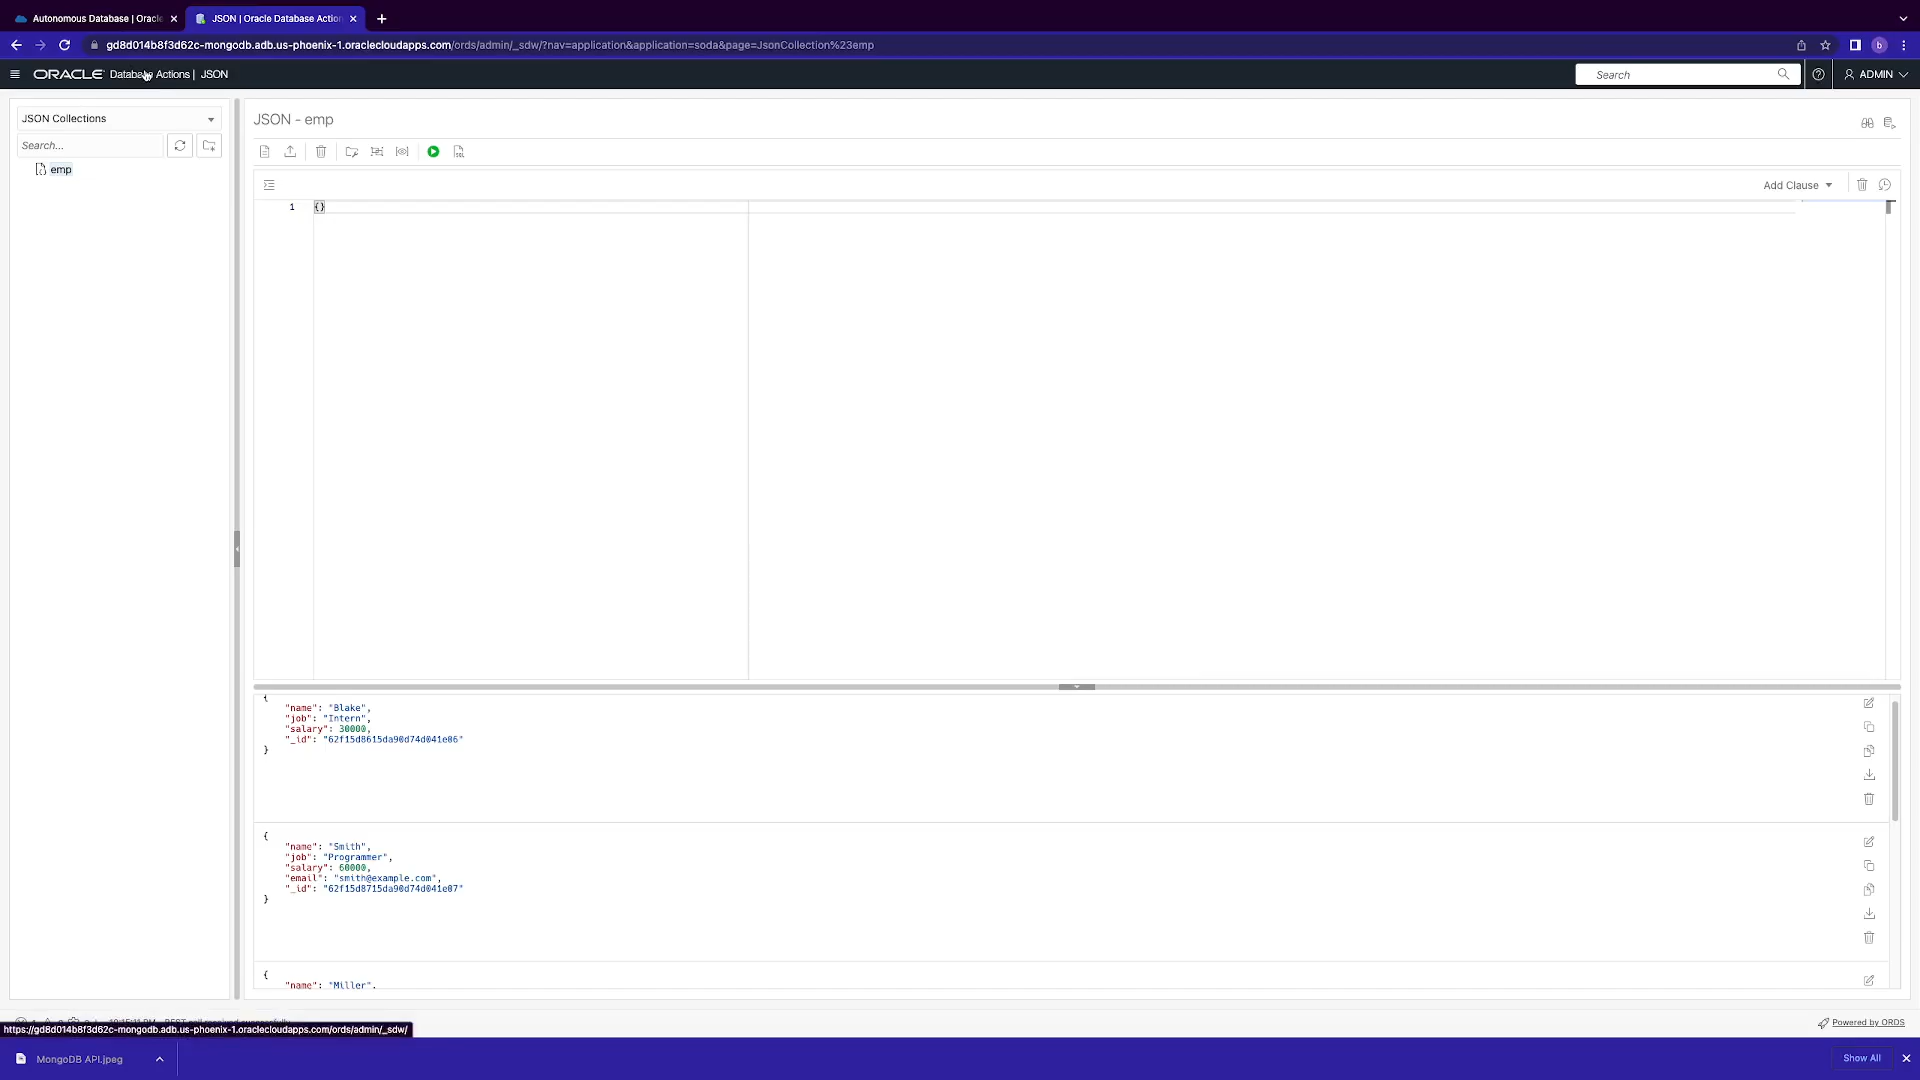 Autonomous Database | Oracle
JSON | Oracle Database Action
gd8d014b8f3d62c-mongodb.adb.us-phoenix-1.oraclecloudapps.com/ords/admin/_sdw/?nav=application&application=soda&page=JsonCollection%23emp
b
ORACLE Database Actions | JSON
Search
ADMIN
JSON Collections
Search...
emp
JSON - emp
Add Clause
1 {}
{
"name": "Blake",
"job": "Intern",
"salary": 30000,
"_id": "62f15d8615da90d74d041e06"
}
{
"name": "Smith",
"job": "Programmer",
"salary": 60000,
"email": "smith@example.com",
"_id": "62f15d8715da90d74d041e07"
}
{
"name": "Miller",
Powered by ORDS
https://gd8d014b8f3d62c-mongodb.adb.us-phoenix-1.oraclecloudapps.com/ords/admin/_sdw/
MongoDB API.jpeg
Show All